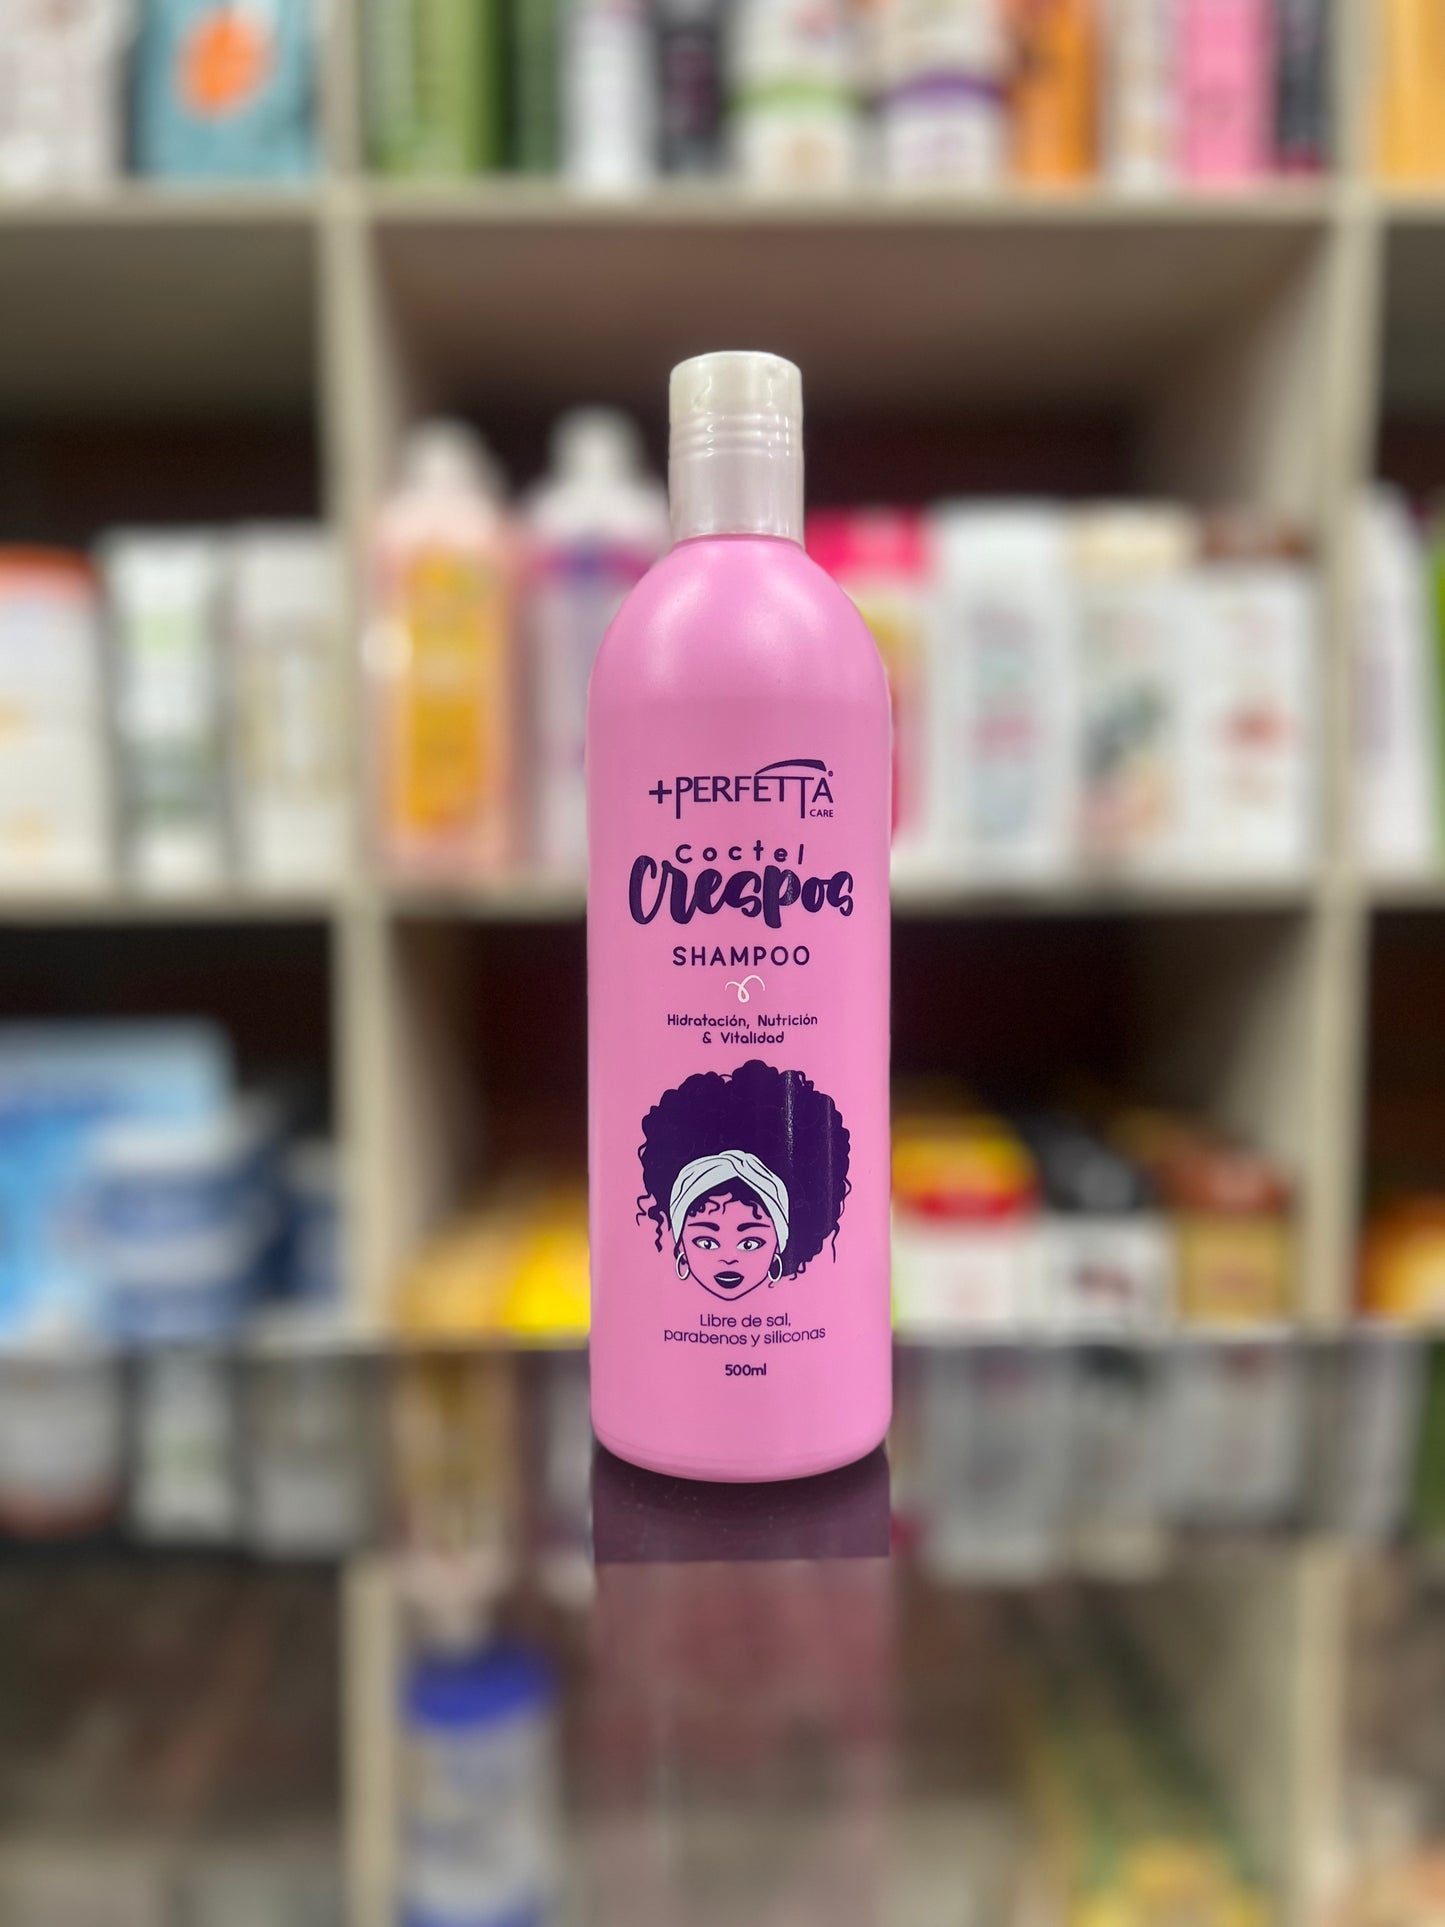 +PERFETTA®
CARE
Coctel
Crespos
SHAMPOO
Hidratación, Nutrición
& Vitalidad
Libre de sal,
parabenos y siliconas
500ml